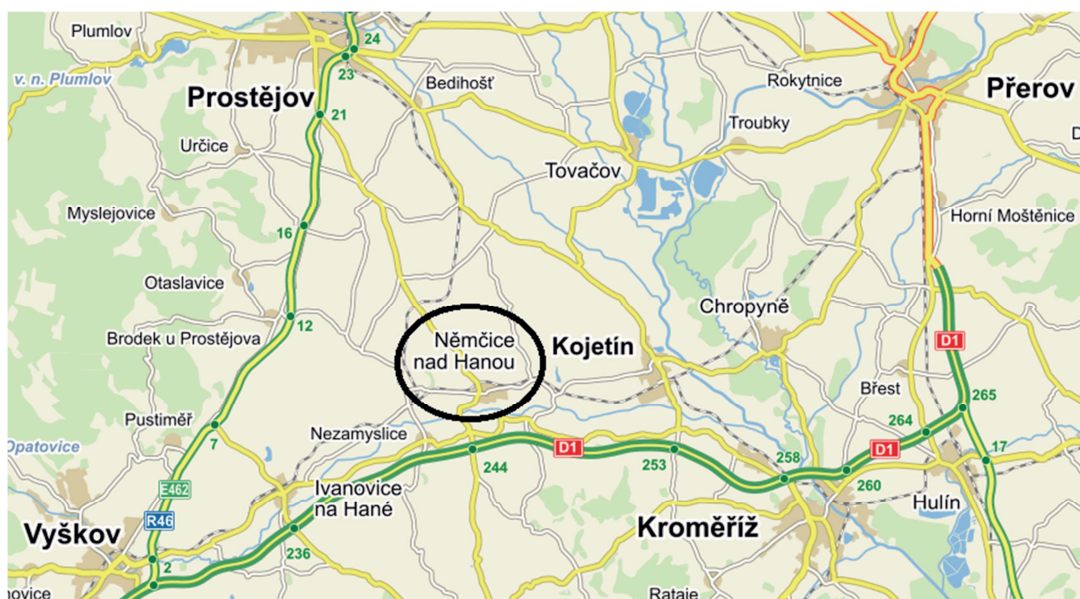 Plumlov
24
23
v. n. Plumlov
Bedihošť
Rokytnice
Přerov
Prostějov
21
Troubky
Určice
Tovačov
Myslejovice
16
Horní Moštěnice
Otaslavice
12
Chropyně
Brodek u Prostějova
Němčice
nad Hanou
Kojetín
D1
Břest
265
Pustiměř
7
Nezamyslice
264
17
Opatovice
D1
D1
244
253
258
260
E462
Ivanovice
na Hané
Hulín
R46
Vyškov
Kroměříž
236
2
Rataje